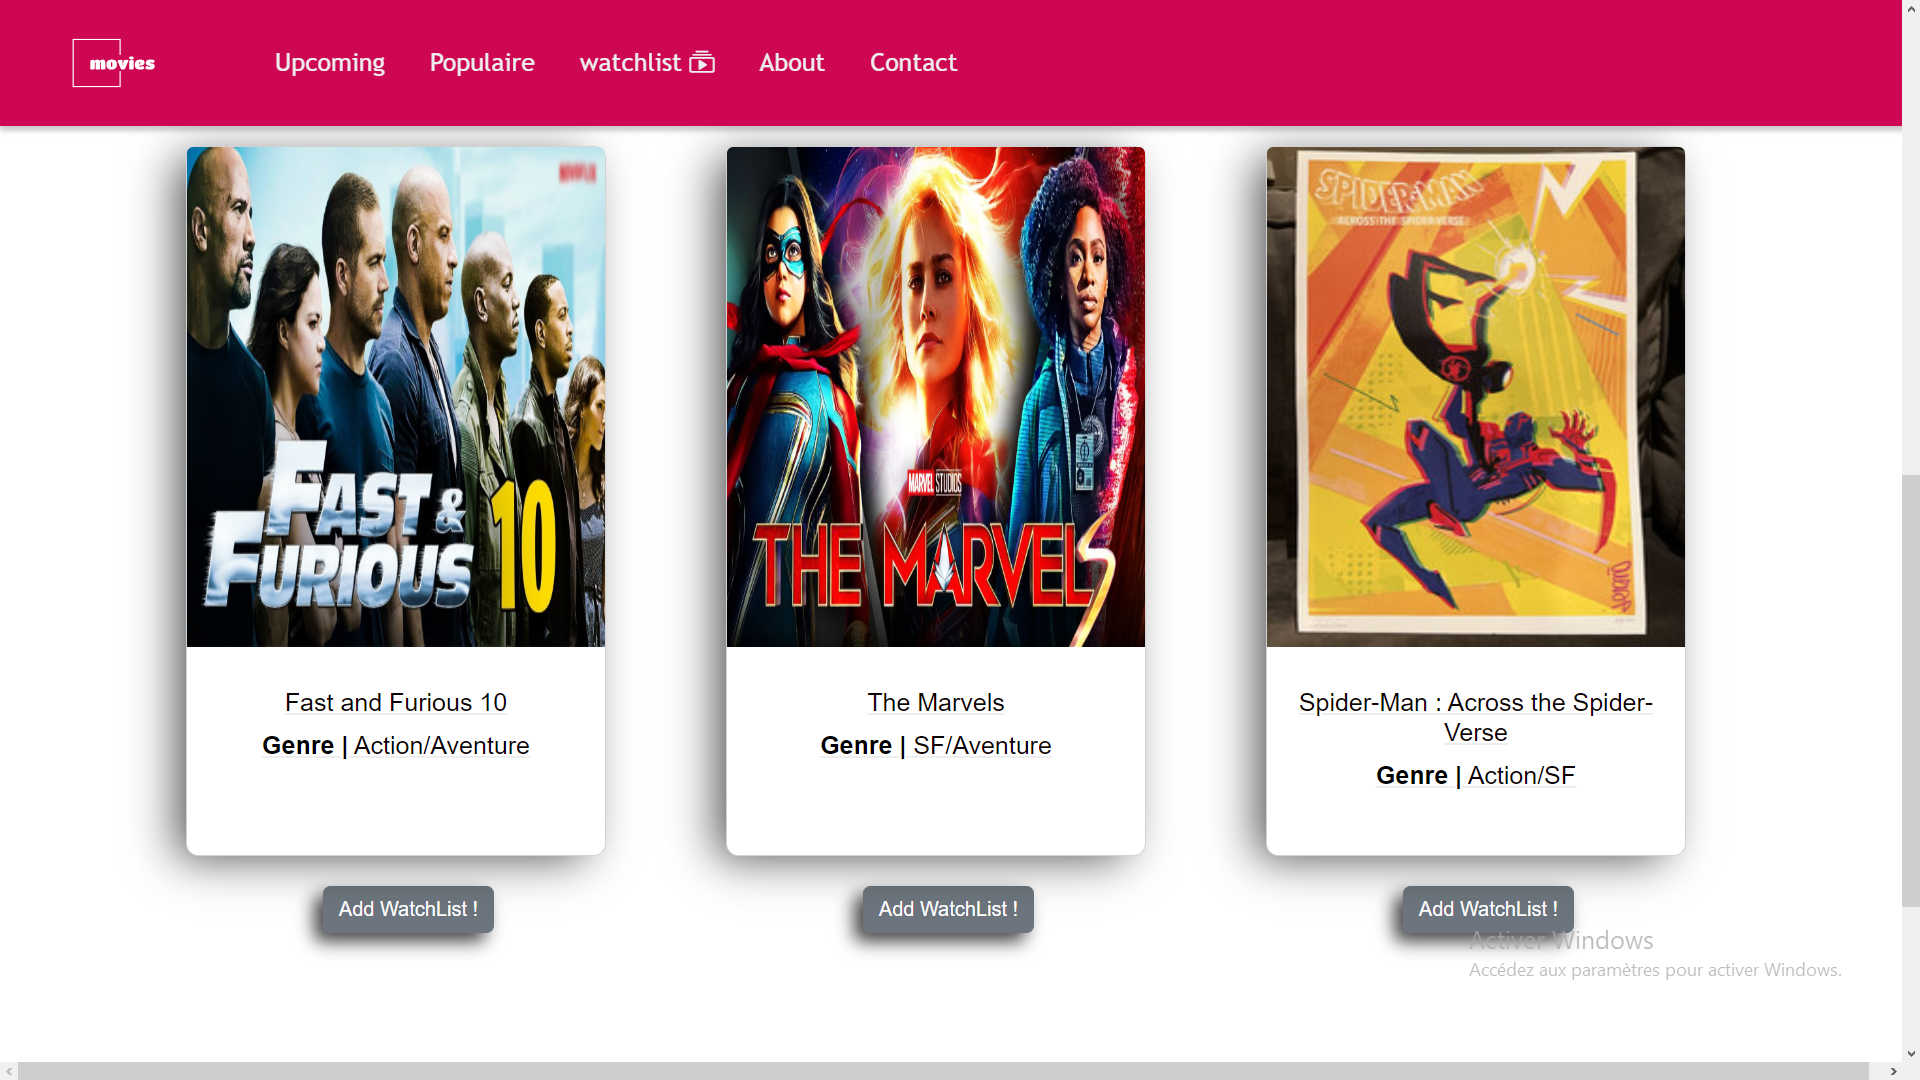 movies
Upcoming
Populaire
watchlist
About
Contact
FAST &
FURIOUS 10
MARVEL STUDIOS
THE MARVELS
SPIDER-MAN
ACROSS THE SPIDER-VERSE
Fast and Furious 10
Genre | Action/Aventure
The Marvels
Genre | SF/Aventure
Spider-Man : Across the Spider-
Verse
Genre | Action/SF
Add WatchList !
Add WatchList !
Add WatchList !
Activer Windows
Accédez aux paramètres pour activer Windows.